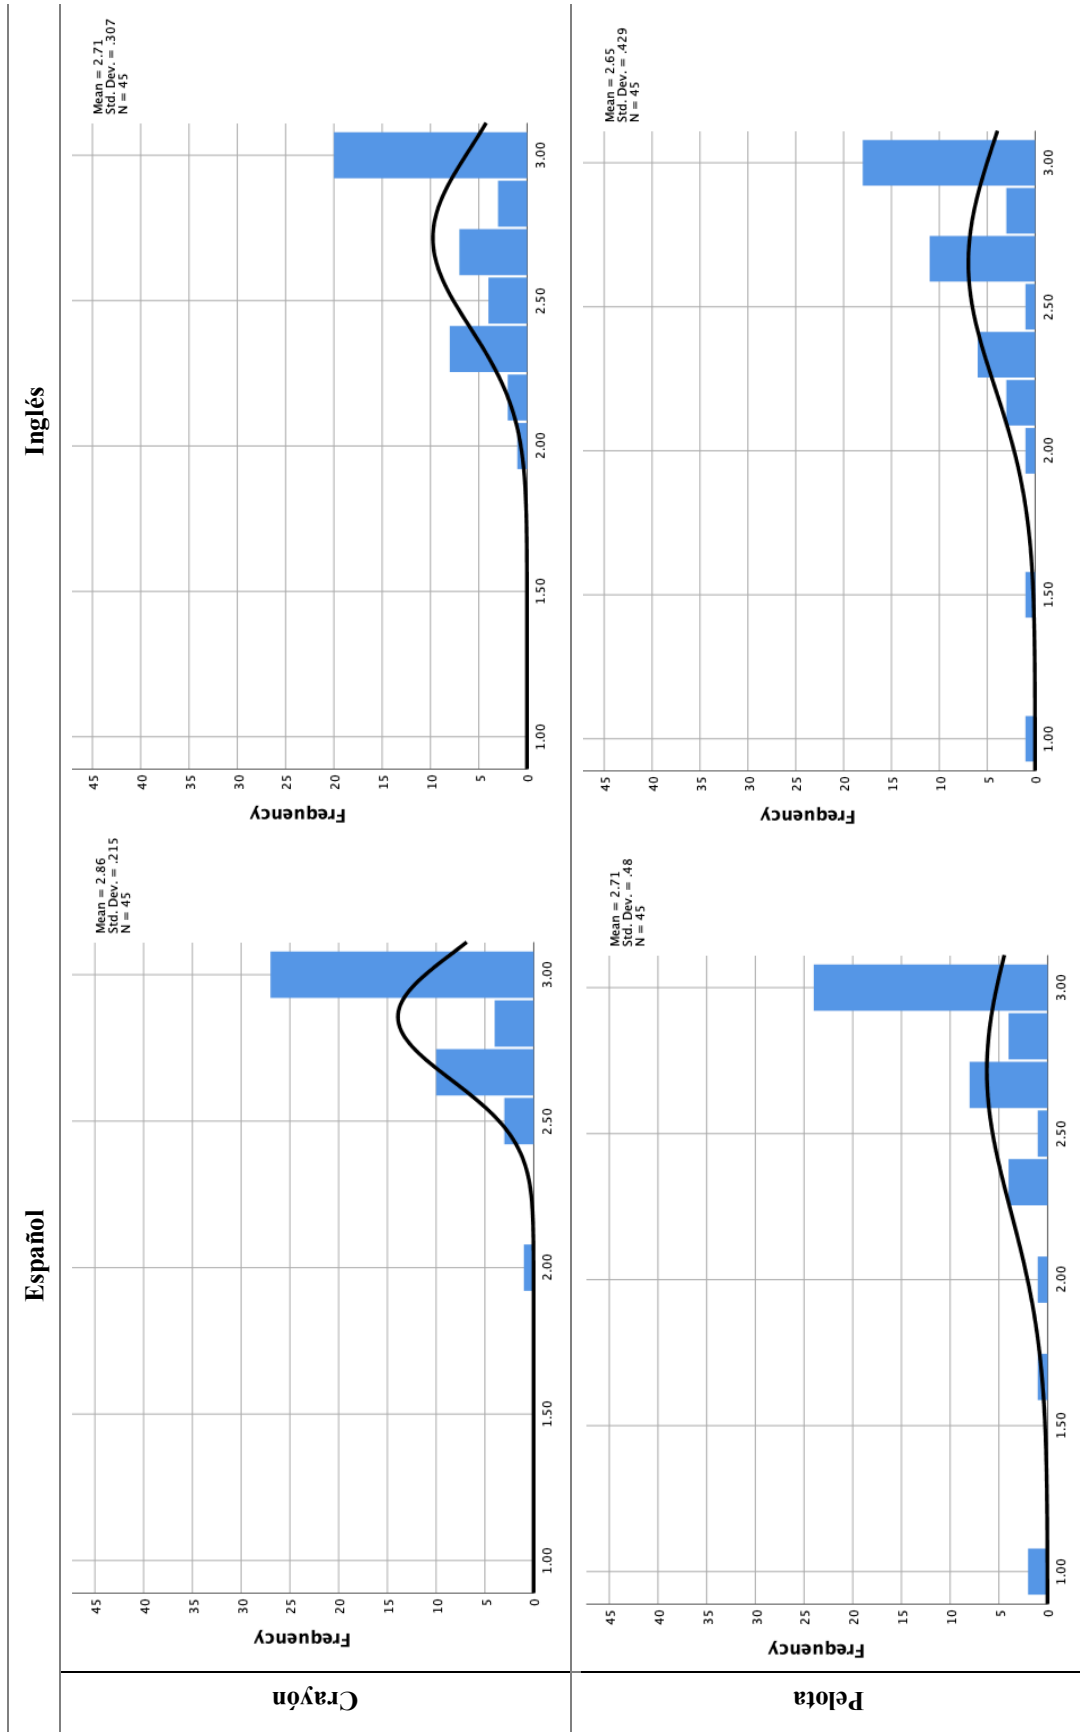 Español
Inglés
Crayón
Frequency
45
40
35
30
25
20
15
10
5
0
1.00 1.50 2.00 2.50 3.00
Mean = 2.86
Std. Dev. = .215
N = 45
Frequency
45
40
35
30
25
20
15
10
5
0
1.00 1.50 2.00 2.50 3.00
Mean = 2.71
Std. Dev. = .307
N = 45
Pelota
Frequency
45
40
35
30
25
20
15
10
5
0
1.00 1.50 2.00 2.50 3.00
Mean = 2.71
Std. Dev. = .48
N = 45
Frequency
45
40
35
30
25
20
15
10
5
0
1.00 1.50 2.00 2.50 3.00
Mean = 2.65
Std. Dev. = .429
N = 45